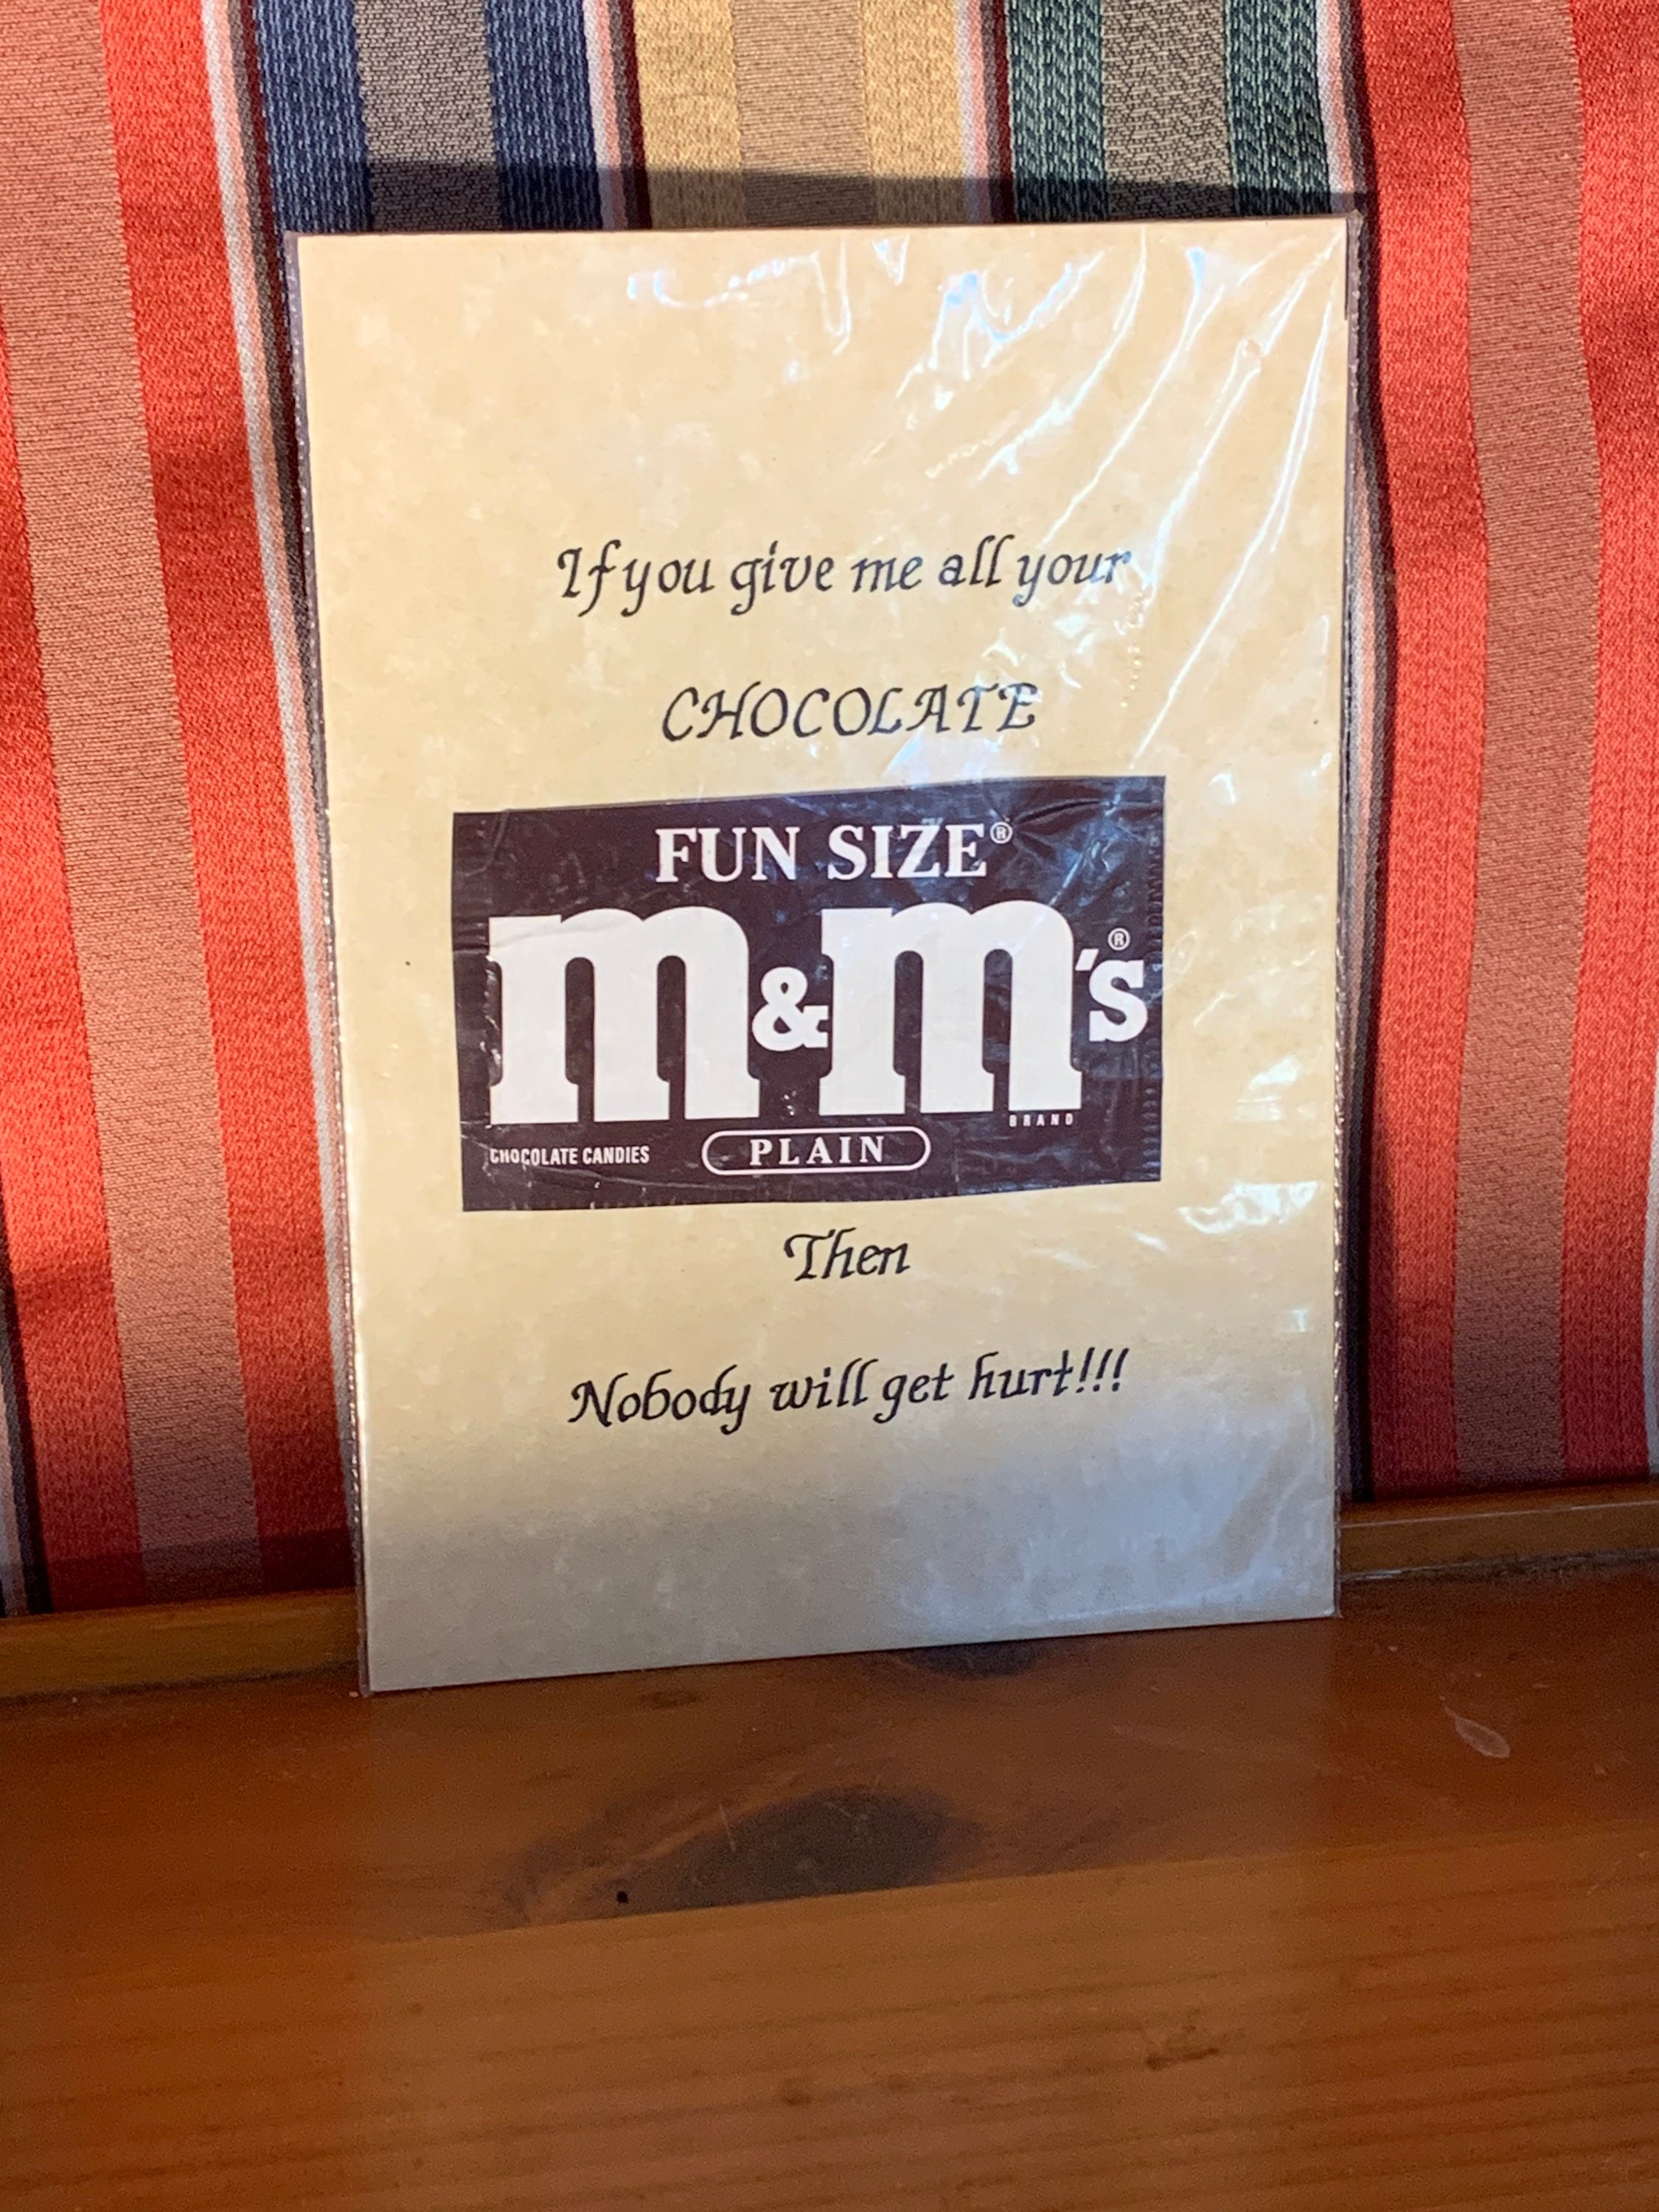 If you give me all your
CHOCOLATE
FUN SIZE®
m&m's®
BRAND
CHOCOLATE CANDIES PLAIN
Then
Nobody will get hurt!!!